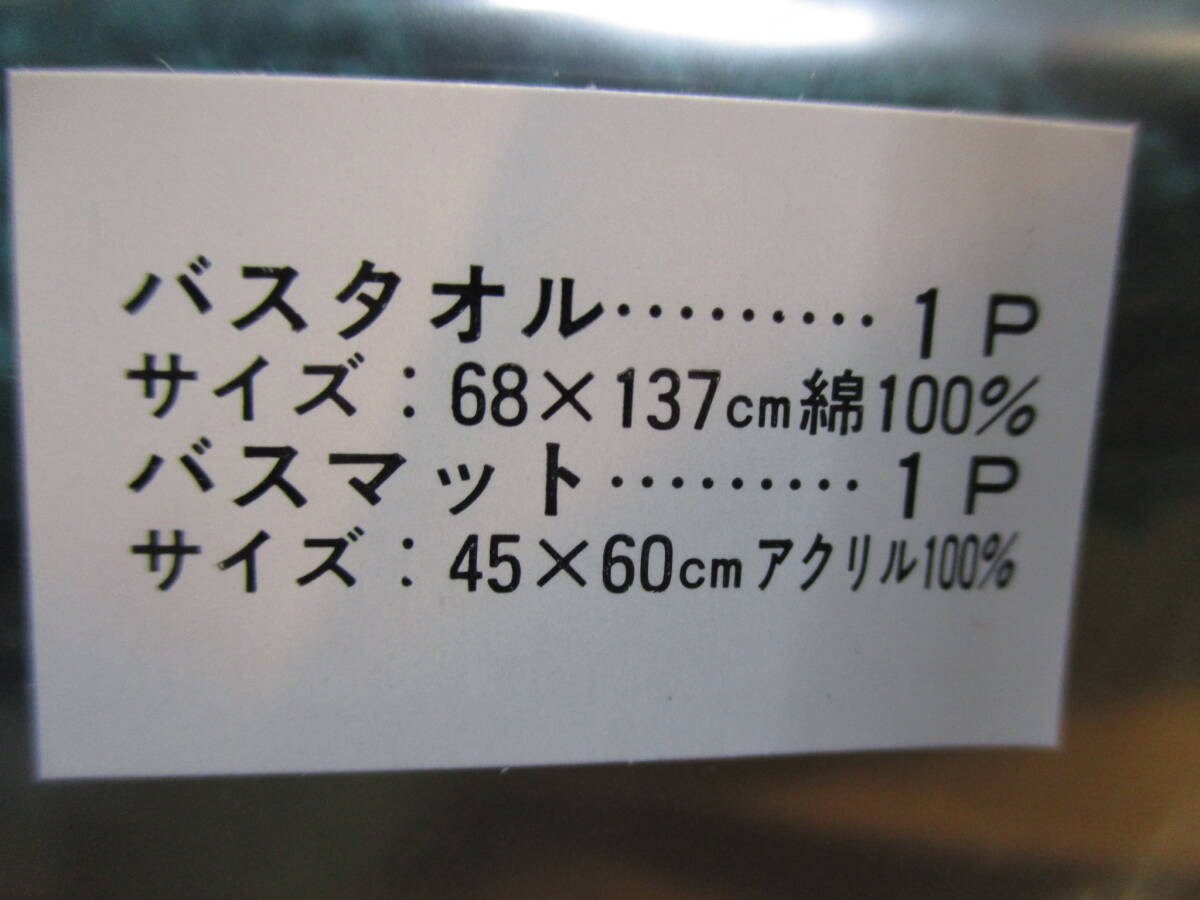 バスタオル………1P
サイズ：68×137cm綿100%
バスマット………1P
サイズ：45×60cmアクリル100%